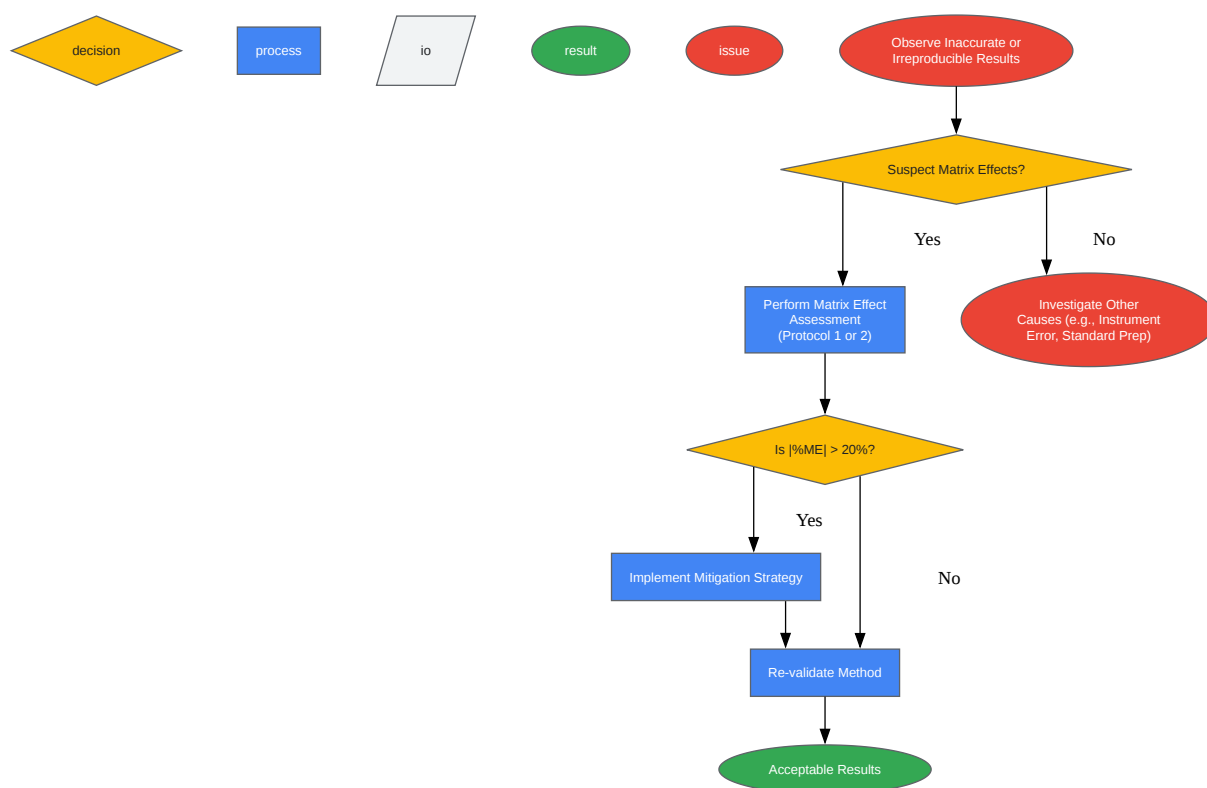 decision
process
io
result
issue
Observe Inaccurate or
Irreproducible Results
Suspect Matrix Effects?
Yes
No
Perform Matrix Effect
Assessment
(Protocol 1 or 2)
Investigate Other
Causes (e.g., Instrument
Error, Standard Prep)
Is |%ME| > 20%?
Yes
Implement Mitigation Strategy
No
Re-validate Method
Acceptable Results